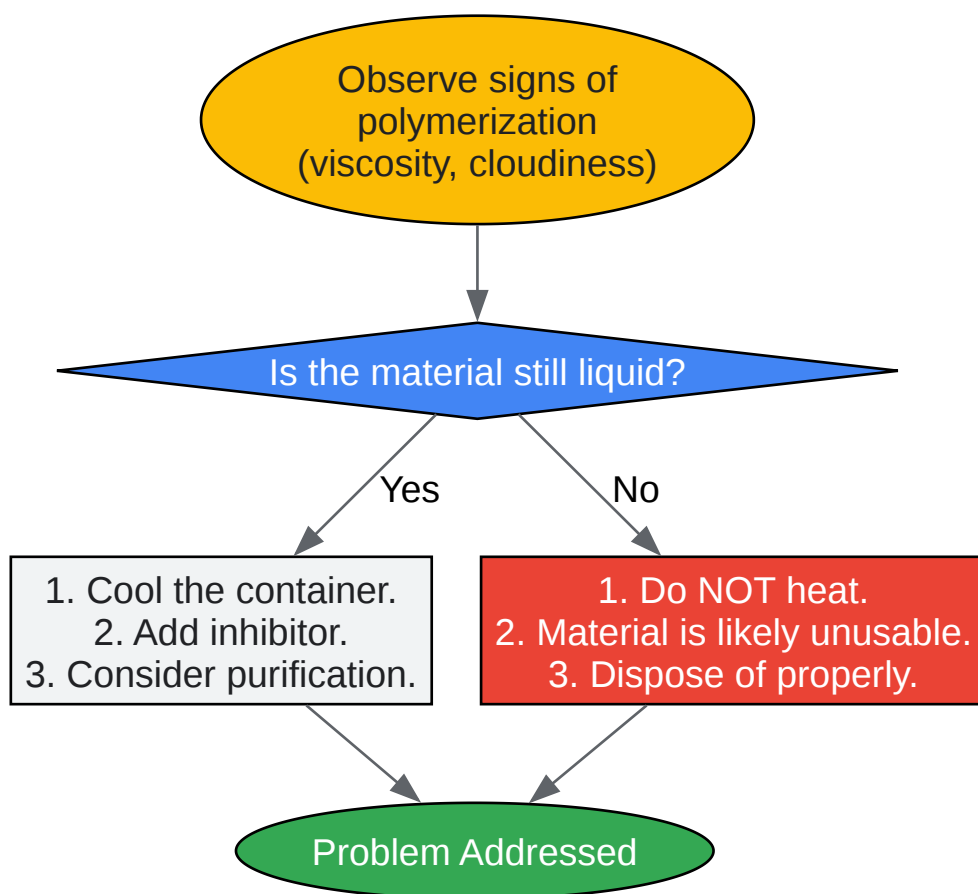 Observe signs of
polymerization
(viscosity, cloudiness)
Is the material still liquid?
Yes
No
1. Cool the container.
2. Add inhibitor.
3. Consider purification.
1. Do NOT heat.
2. Material is likely unusable.
3. Dispose of properly.
Problem Addressed